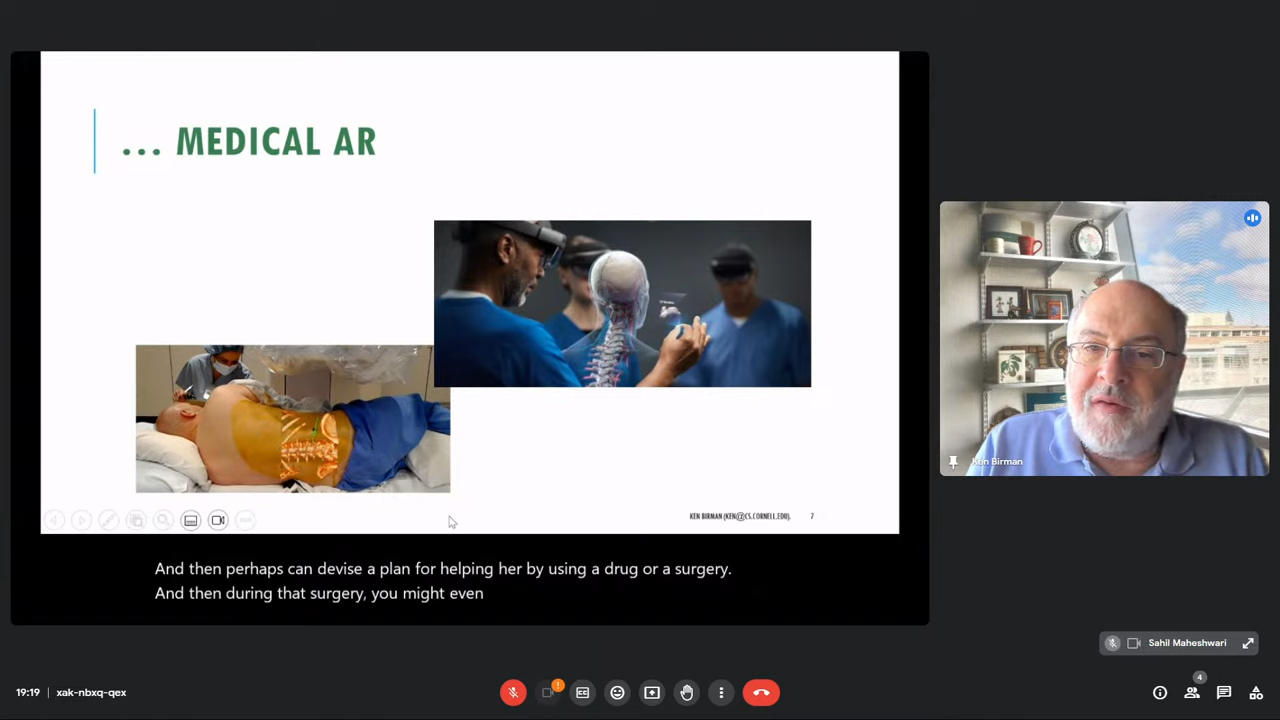 ... MEDICAL AR
KEN BIRMAN (KEN@CS.CORNELL.EDU). 7
And then perhaps can devise a plan for helping her by using a drug or a surgery.
And then during that surgery, you might even
Ken Birman
Sahil Maheshwari
19:19 | xak-nbxq-qex
4